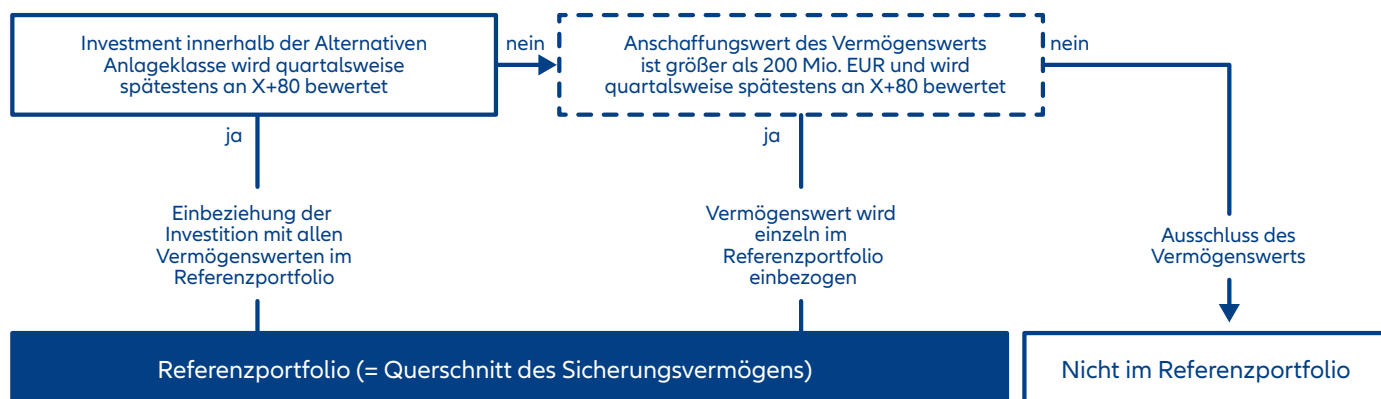 Investment innerhalb der Alternativen
Anlageklasse wird quartalsweise
spätestens an X+80 bewertet
nein
Anschaffungswert des Vermögenswerts
ist größer als 200 Mio. EUR und wird
quartalsweise spätestens an X+80 bewertet
nein
ja
ja
Einbeziehung der
Investition mit allen
Vermögenswerten im
Referenzportfolio
Vermögenswert wird
einzeln im
Referenzportfolio
einbezogen
Ausschluss des
Vermögenswerts
Referenzportfolio (= Querschnitt des Sicherungsvermögens)
Nicht im Referenzportfolio